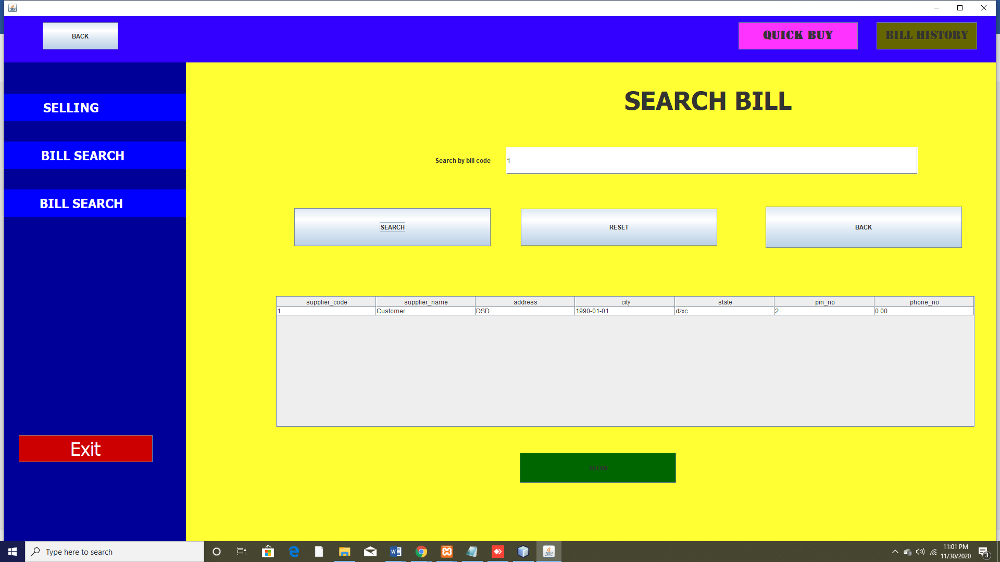 BACK
QUICK BUY
BILL HISTORY
SELLING
BILL SEARCH
BILL SEARCH
Exit
SEARCH BILL
Search by bill code
1
SEARCH
RESET
BACK
supplier_code supplier_name address city state pin_no phone_no
1 Customer DSD 1990-01-01 dzxc 2 0.00
SHOW
Type here to search
11:01 PM
11/30/2020
3